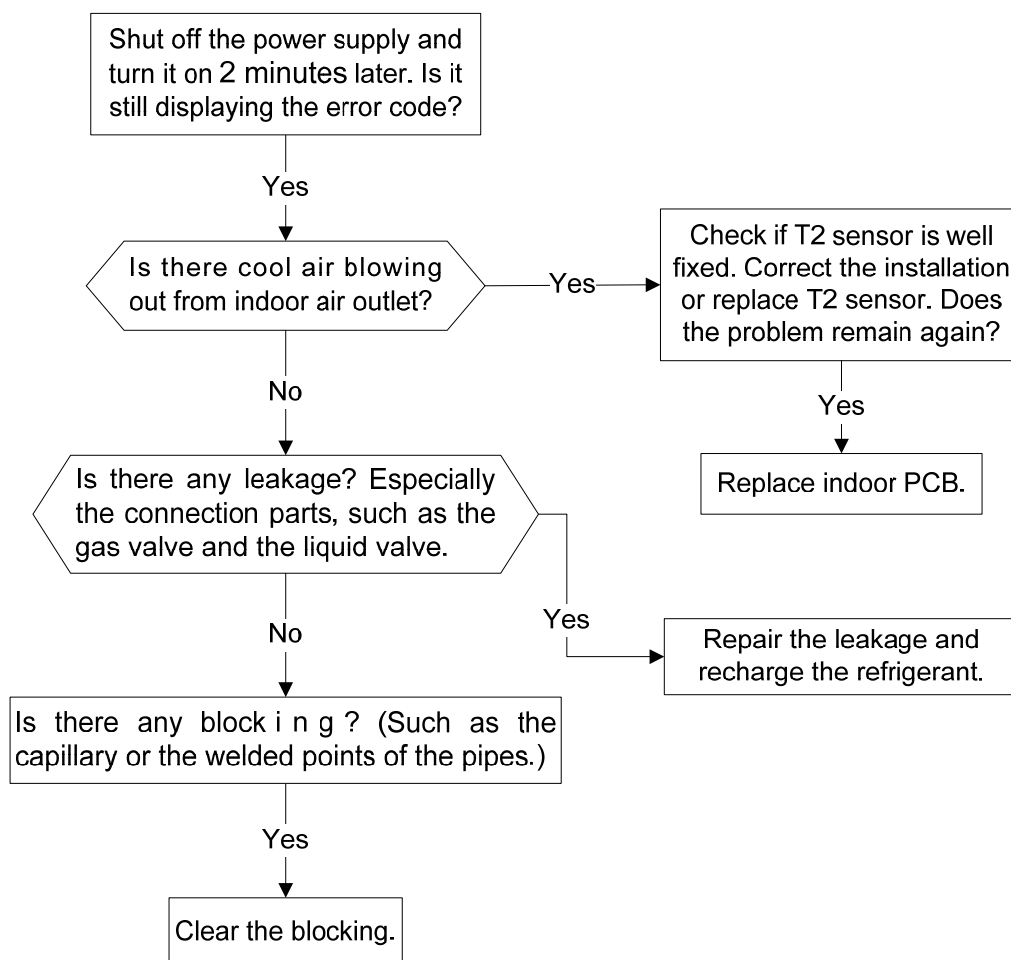 Shut off the power supply and
turn it on 2 minutes later. Is it
still displaying the error code?
Yes
Is there cool air blowing
out from indoor air outlet?
Yes
Check if T2 sensor is well
fixed. Correct the installation
or replace T2 sensor. Does
the problem remain again?
Yes
Replace indoor PCB.
No
Is there any leakage? Especially
the connection parts, such as the
gas valve and the liquid valve.
Yes
Repair the leakage and
recharge the refrigerant.
No
Is there any blocking? (Such as the
capillary or the welded points of the pipes.)
Yes
Clear the blocking.